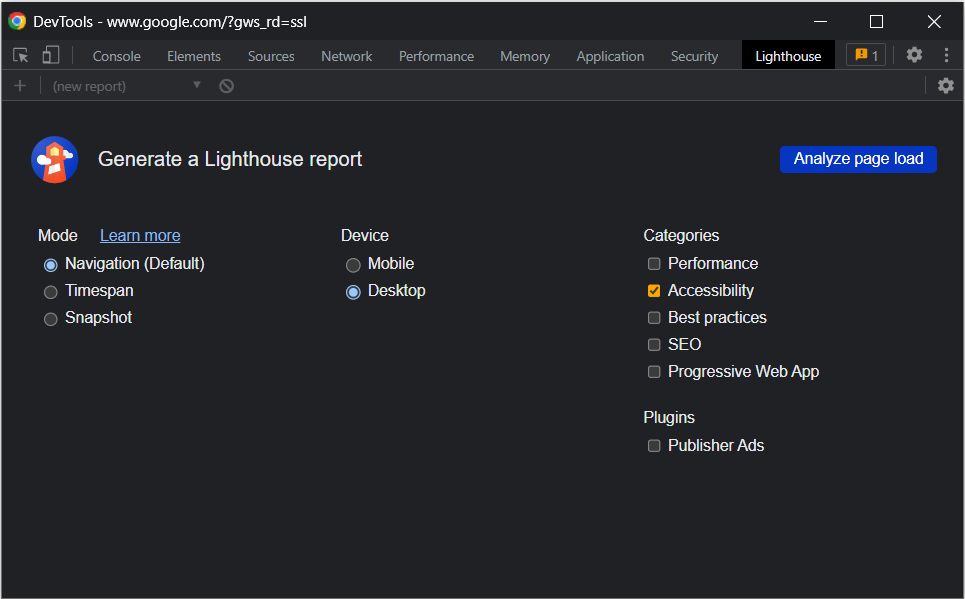 DevTools - www.google.com/?gws_rd=ssl
Console Elements Sources Network Performance Memory Application Security Lighthouse 1
(new report)
Generate a Lighthouse report Analyze page load
Mode Learn more Device Categories
Navigation (Default) Mobile Performance
Timespan Desktop Accessibility
Snapshot Best practices
SEO
Progressive Web App
Plugins
Publisher Ads